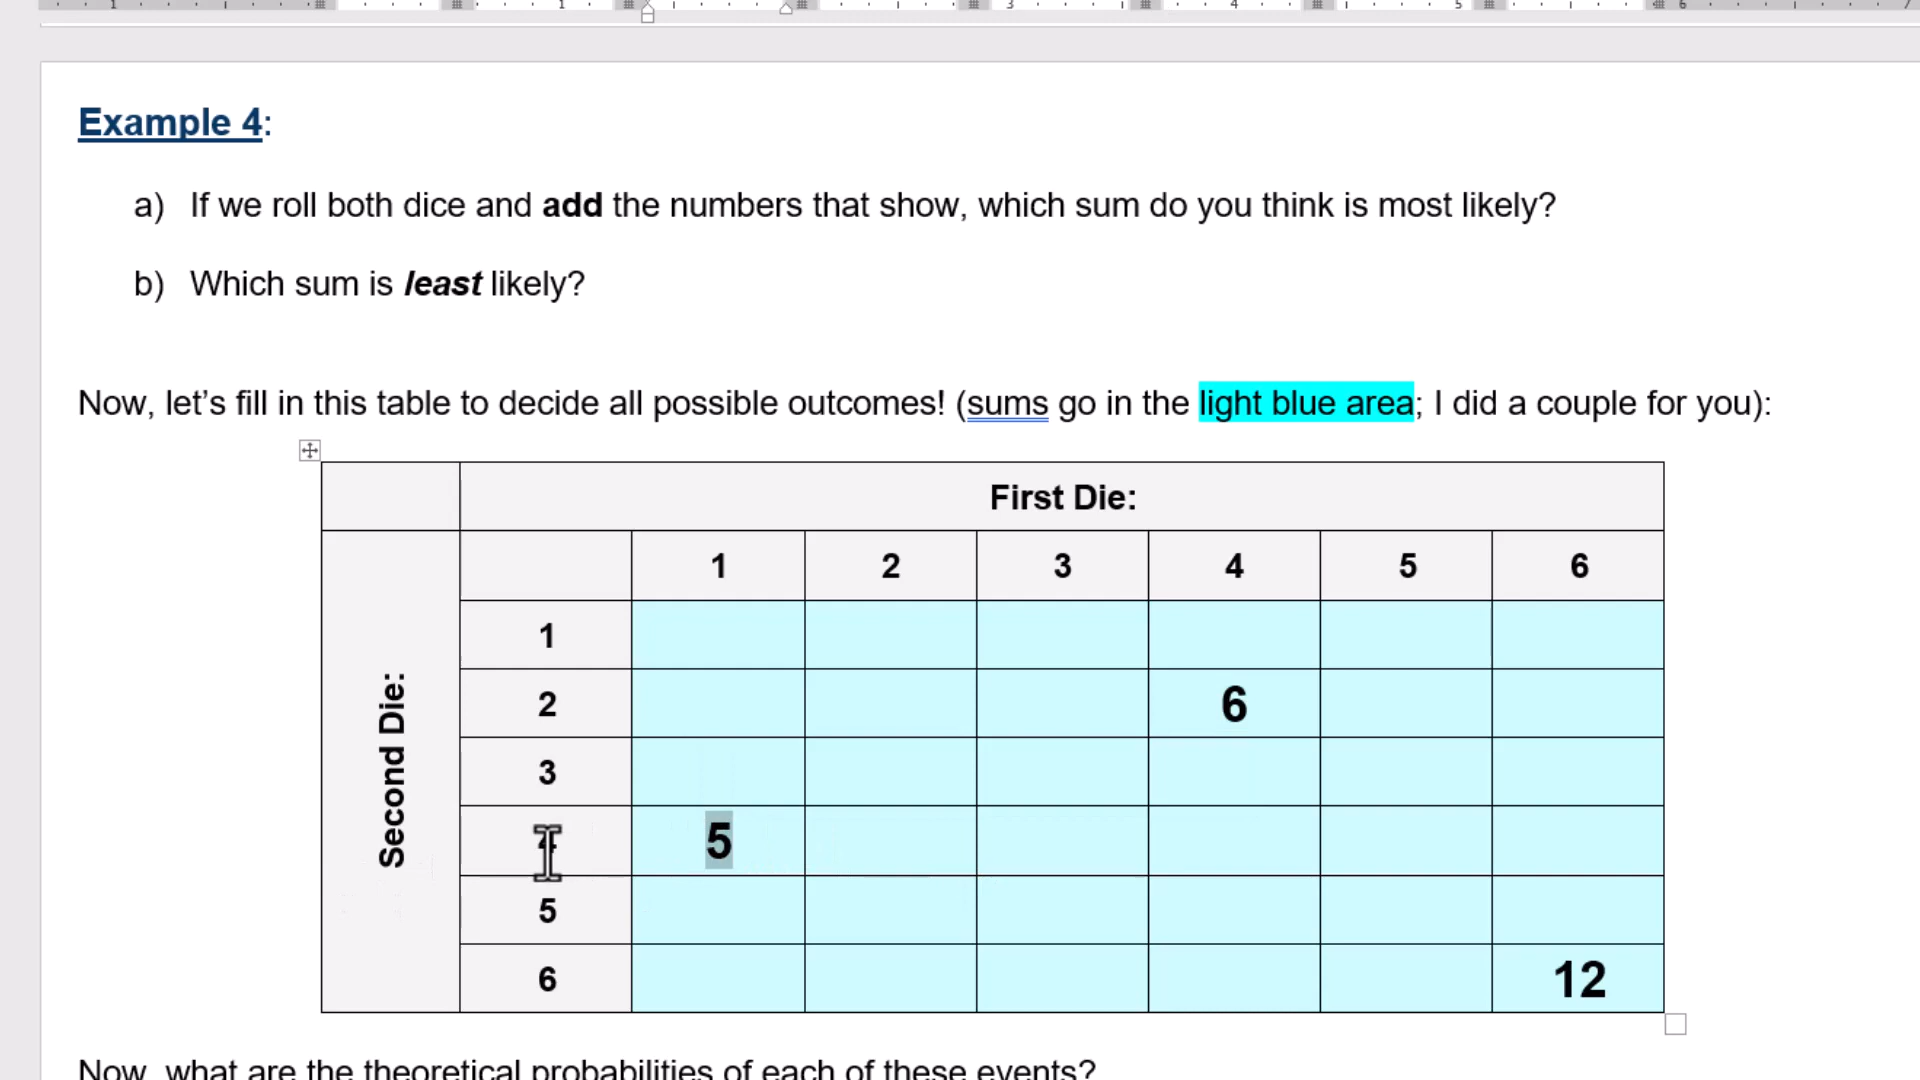 Example 4:
a) If we roll both dice and add the numbers that show, which sum do you think is most likely?
b) Which sum is least likely?
Now, let’s fill in this table to decide all possible outcomes! (sums go in the light blue area; I did a couple for you):
First Die:
1 2 3 4 5 6
Second Die:
1
2 6
3
4 5
5
6 12
Now, what are the theoretical probabilities of each of these events?